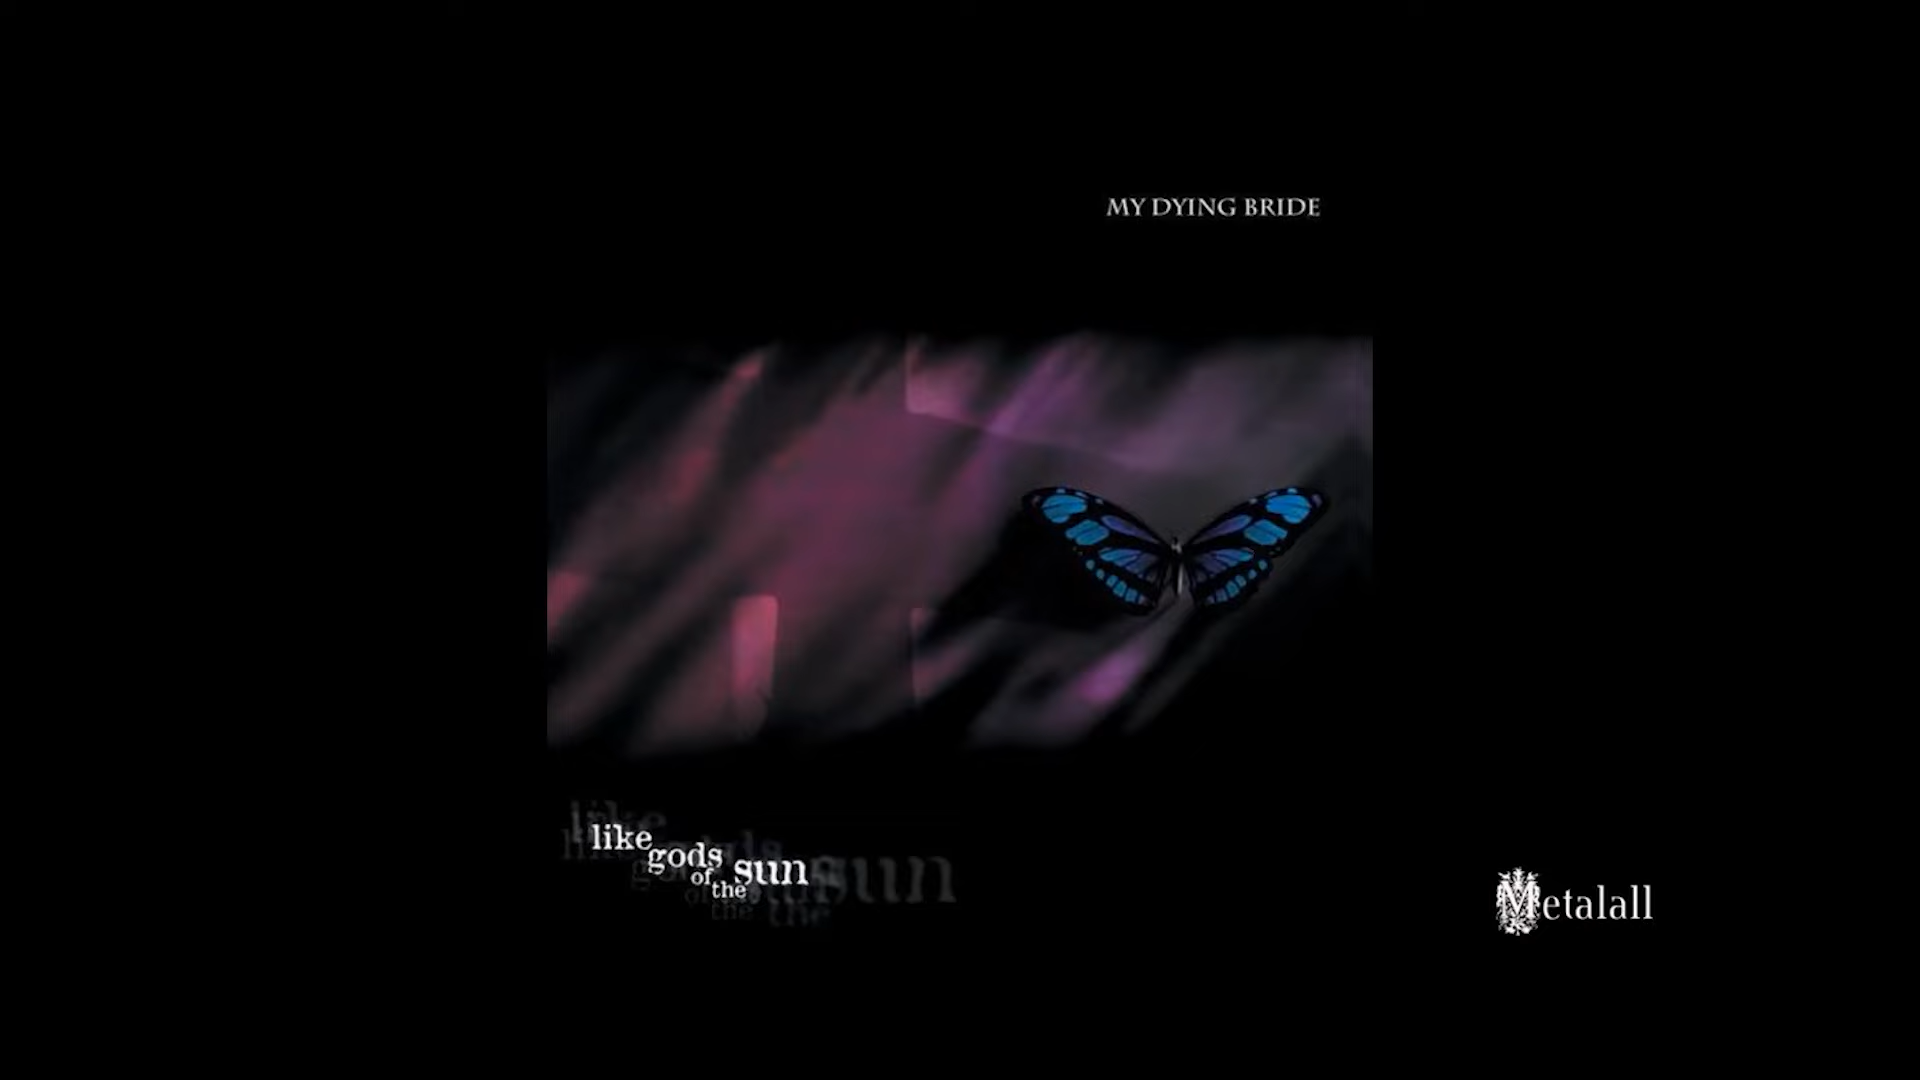 MY DYING BRIDE
like
gods
of
the
sun
Metalall